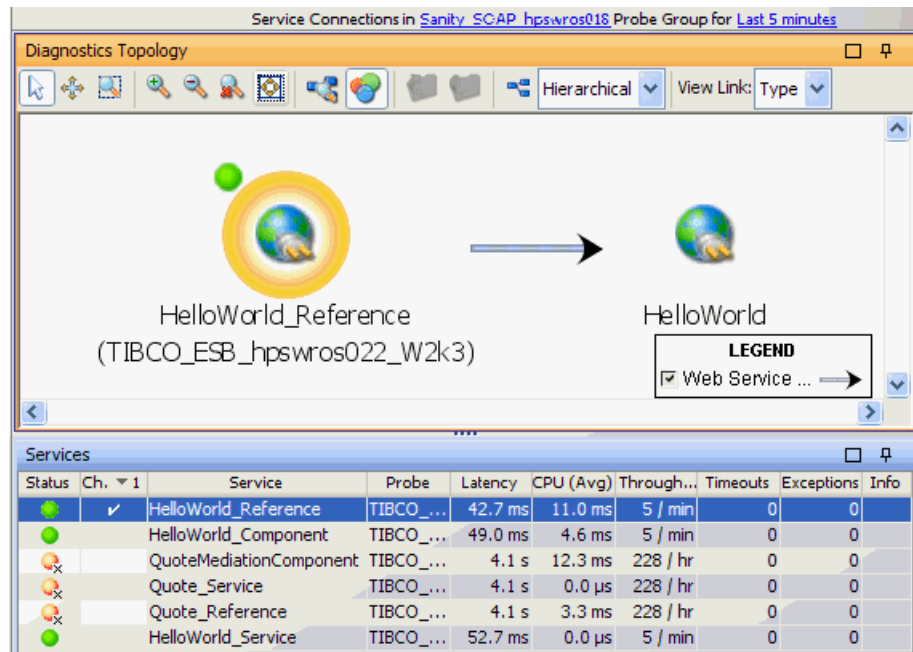 Service Connections in Sanity_SOAP_hpswros018 Probe Group for Last 5 minutes
Diagnostics Topology
Hierarchical View Link: Type
HelloWorld_Reference HelloWorld
(TIBCO_ESB_hpswros022_W2k3)
LEGEND
Web Service ...
Services
Status Ch. 1 Service Probe Latency CPU (Avg) Through... Timeouts Exceptions Info
HelloWorld_Reference TIBCO_... 42.7 ms 11.0 ms 5 / min 0 0
HelloWorld_Component TIBCO_... 49.0 ms 4.6 ms 5 / min 0 0
QuoteMediationComponent TIBCO_... 4.1 s 12.3 ms 228 / hr 0 0
Quote_Service TIBCO_... 4.1 s 0.0 µs 228 / hr 0 0
Quote_Reference TIBCO_... 4.1 s 3.3 ms 228 / hr 0 0
HelloWorld_Service TIBCO_... 52.7 ms 0.0 µs 5 / min 0 0